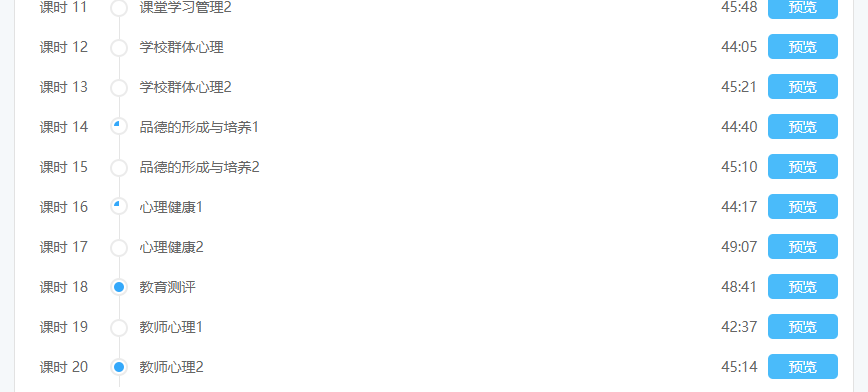 课时 11 课堂学习管理2 45:48 预览
课时 12 学校群体心理 44:05 预览
课时 13 学校群体心理2 45:21 预览
课时 14 品德的形成与培养1 44:40 预览
课时 15 品德的形成与培养2 45:10 预览
课时 16 心理健康1 44:17 预览
课时 17 心理健康2 49:07 预览
课时 18 教育测评 48:41 预览
课时 19 教师心理1 42:37 预览
课时 20 教师心理2 45:14 预览